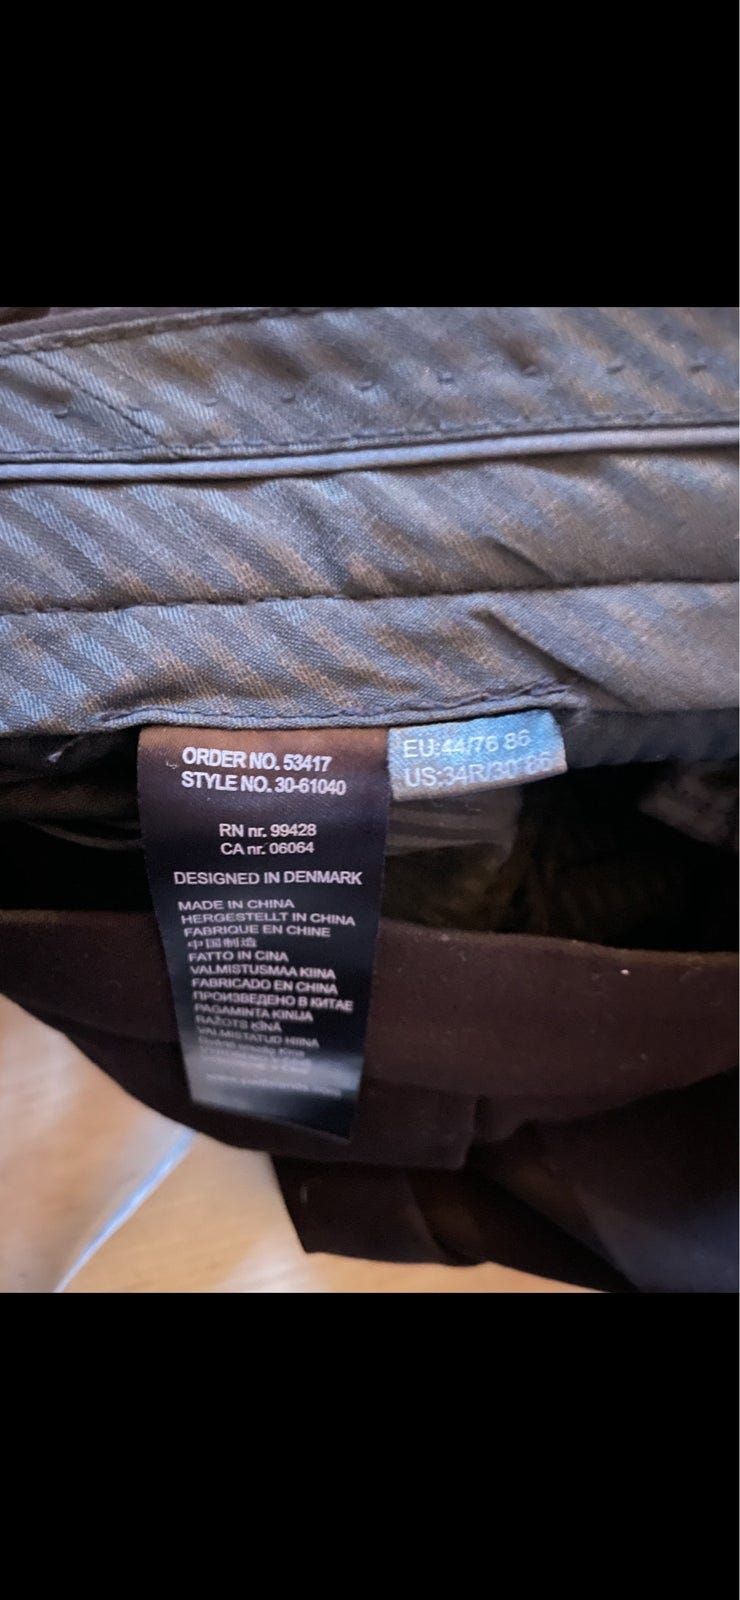 ORDER NO. 53417
STYLE NO. 30-61040
EU:44/76 86
US:34R/30 86
RN nr. 99428
CA nr. 06064
DESIGNED IN DENMARK
MADE IN CHINA
HERGESTELLT IN CHINA
FABRIQUE EN CHINE
中国制造
FATTO IN CINA
VALMISTUSMAA KIINA
FABRICADO EN CHINA
ПРОИЗВЕДЕНО В КИТАЕ
PAGAMINTA KINIJA
RAŽOTS ĶĪNĀ
VALMISTATUD HIINA